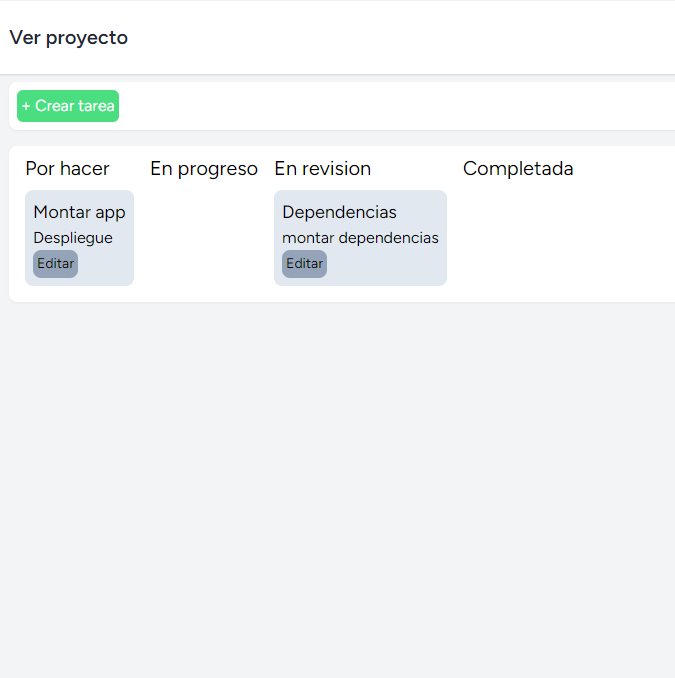 Ver proyecto
+ Crear tarea
Por hacer
Montar app
Despliegue
Editar
En progreso
En revision
Dependencias
montar dependencias
Editar
Completada